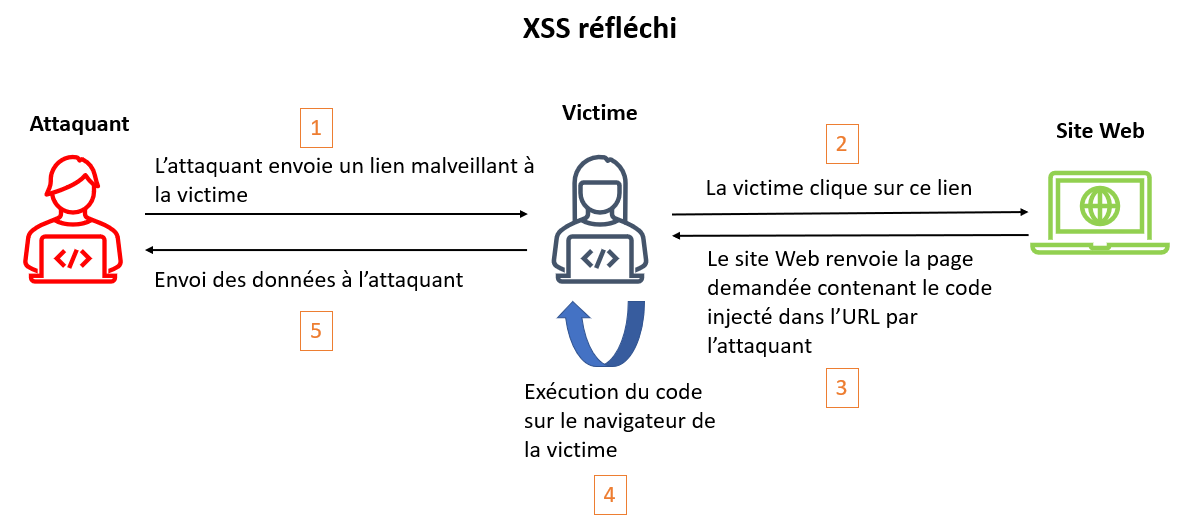 XSS réfléchi
Attaquant
Victime
Site Web
1
L’attaquant envoie un lien malveillant à
la victime
2
La victime clique sur ce lien
Le site Web renvoie la page
demandée contenant le code
injecté dans l’URL par
l’attaquant
3
</>
</>
Exécution du code
sur le navigateur de
la victime
4
Envoi des données à l’attaquant
5